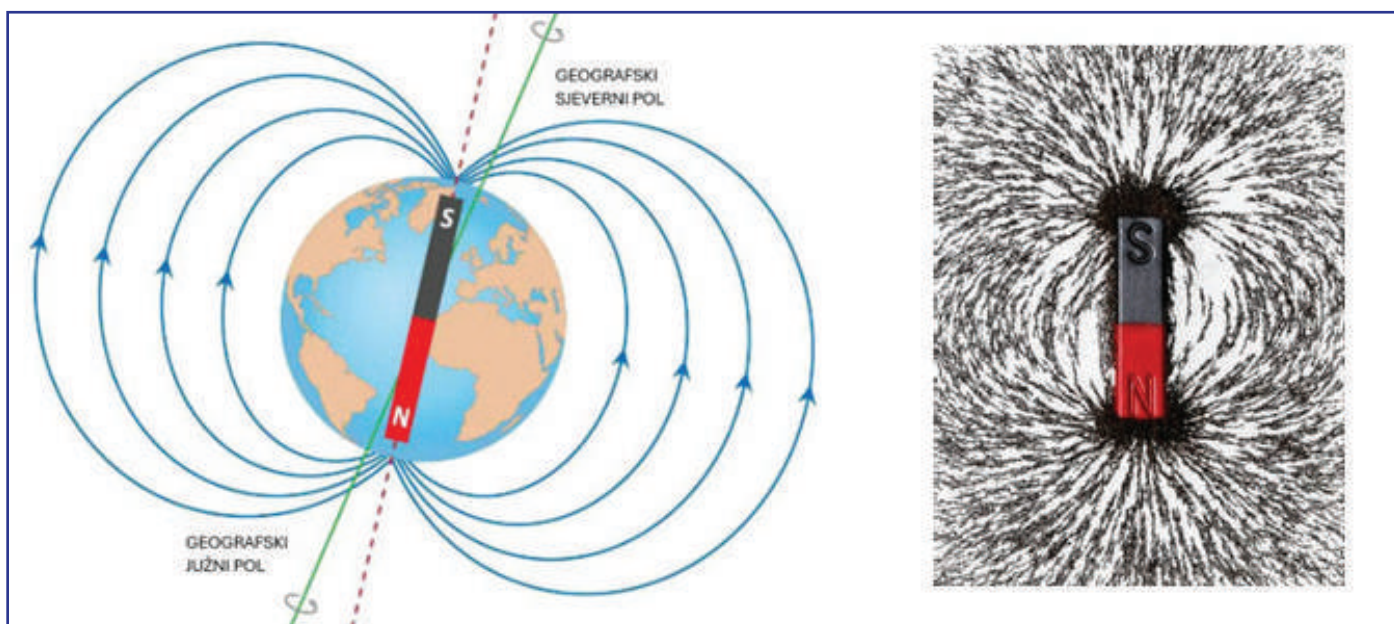 GEOGRAFSKI
SJEVERNI POL
S
N
GEOGRAFSKI
JUŽNI POL
S
N